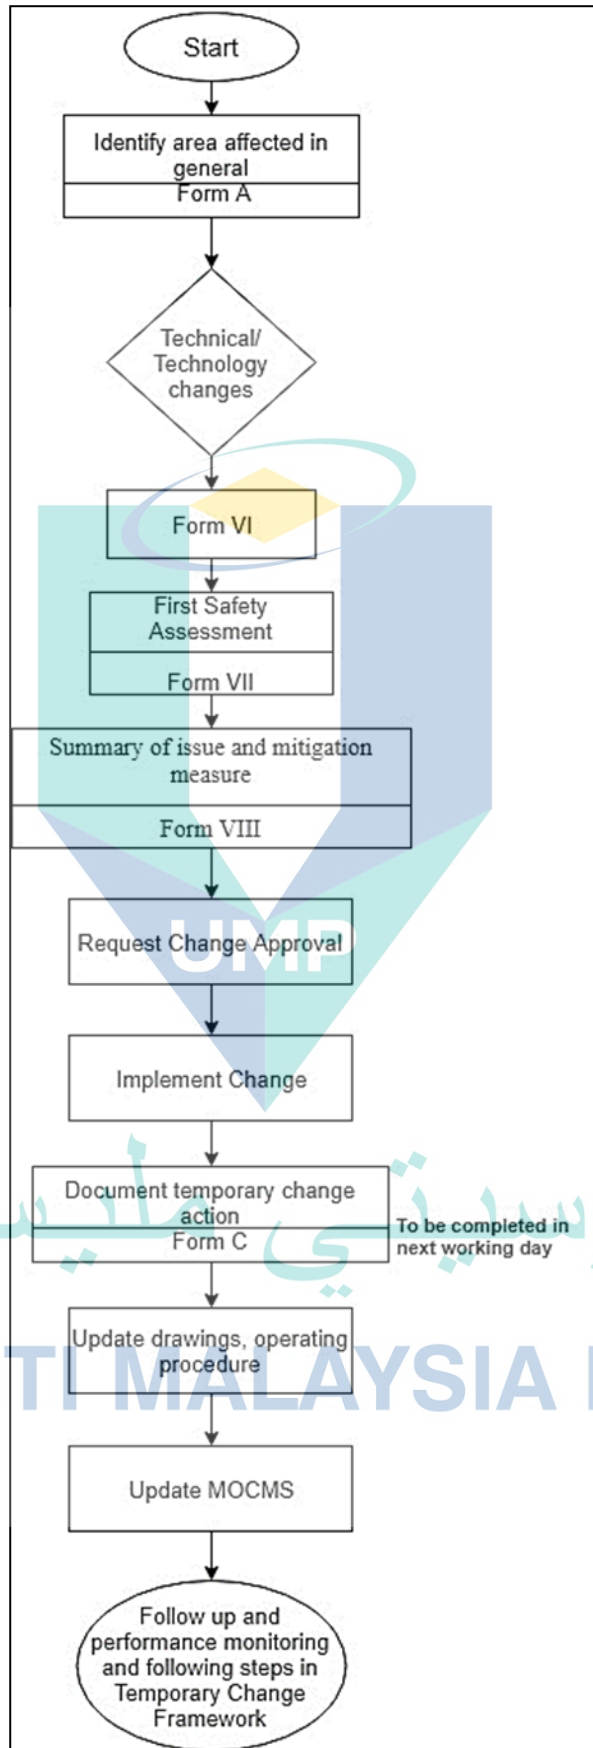 Start
Identify area affected in
general
Form A
Technical/
Technology
changes
Form VI
First Safety
Assessment
Form VII
Summary of issue and mitigation
measure
Form VIII
Request Change Approval
UMP
Implement Change
Document temporary change
action
Form C
To be completed in
next working day
Update drawings, operating
procedure
TI MALAYSIA
Update MOCMS
Follow up and
performance monitoring
and following steps in
Temporary Change
Framework